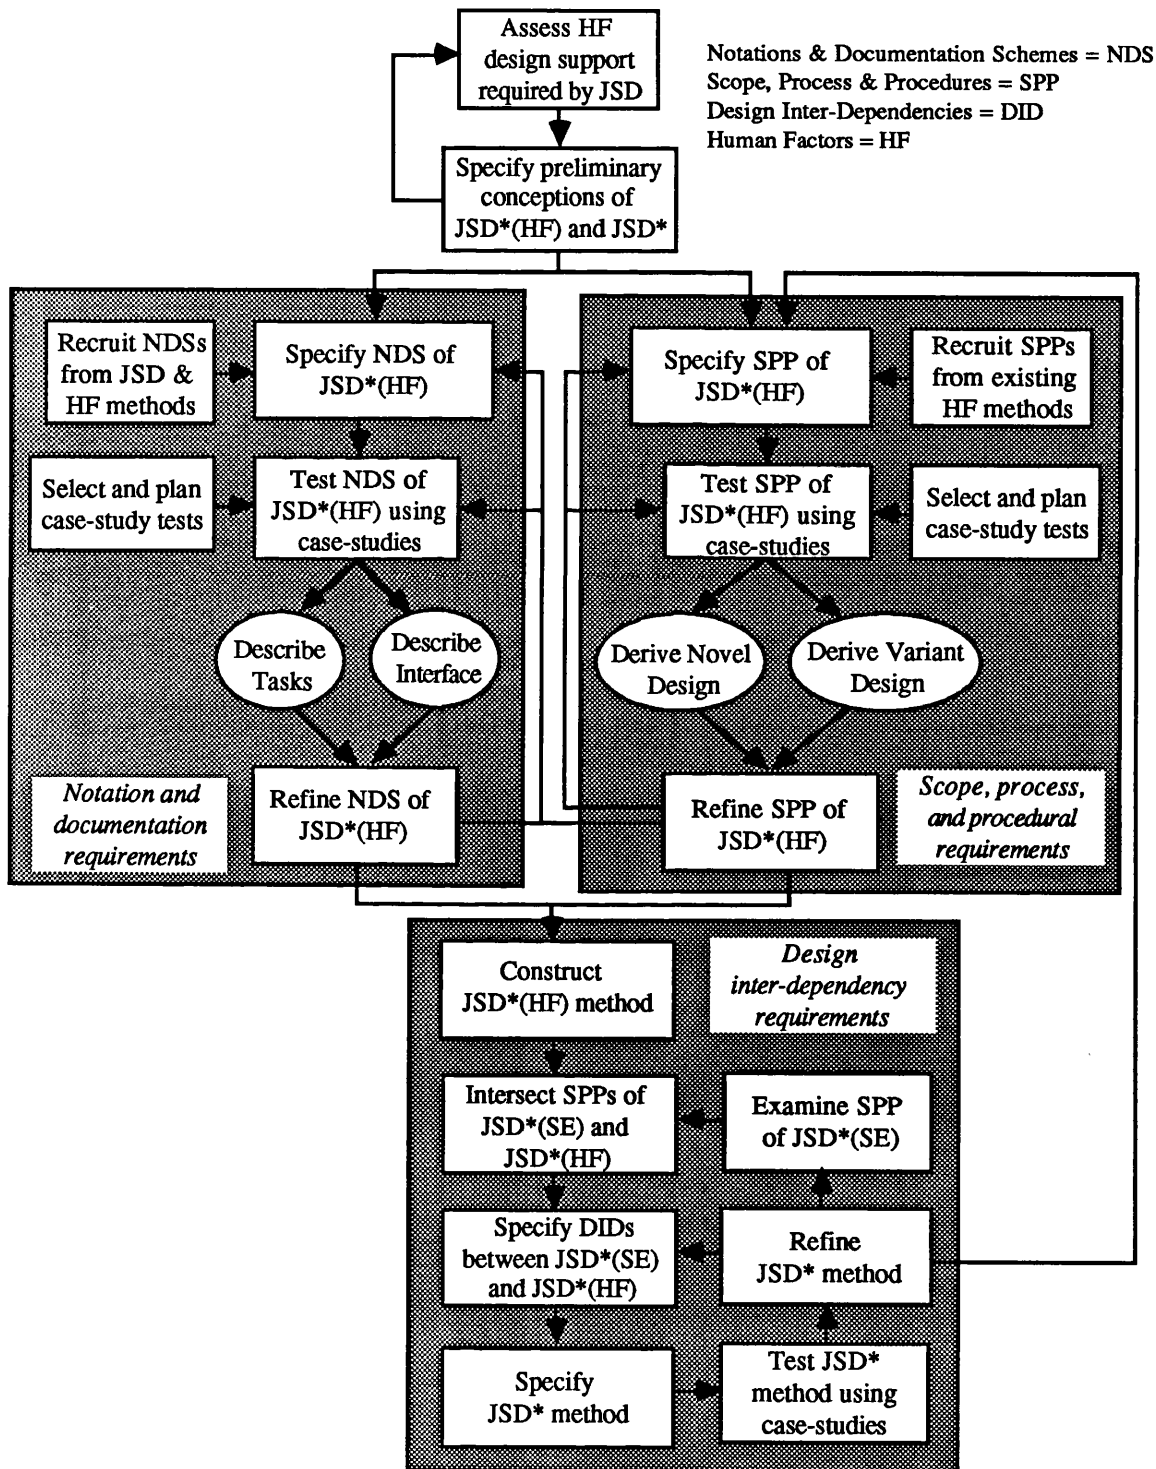 Assess HF
design support
required by JSD
Notations & Documentation Schemes = NDS
Scope, Process & Procedures = SPP
Design Inter-Dependencies = DID
Human Factors = HF
Specify preliminary
conceptions of
JSD*(HF) and JSD*
Recruit NDSs
from JSD &
HF methods
Specify NDS of
JSD*(HF)
Select and plan
case-study tests
Test NDS of
JSD*(HF) using
case-studies
Describe
Tasks
Describe
Interface
Notation and
documentation
requirements
Refine NDS of
JSD*(HF)
Specify SPP of
JSD*(HF)
Recruit SPPs
from existing
HF methods
Test SPP of
JSD*(HF) using
case-studies
Select and plan
case-study tests
Derive Novel
Design
Derive Variant
Design
Refine SPP of
JSD*(HF)
Scope, process,
and procedural
requirements
Construct
JSD*(HF) method
Design
inter-dependency
requirements
Intersect SPPs of
JSD*(SE) and
JSD*(HF)
Examine SPP
of JSD*(SE)
Specify DIDs
between JSD*(SE)
and JSD*(HF)
Refine
JSD* method
Specify
JSD* method
Test JSD*
method using
case-studies